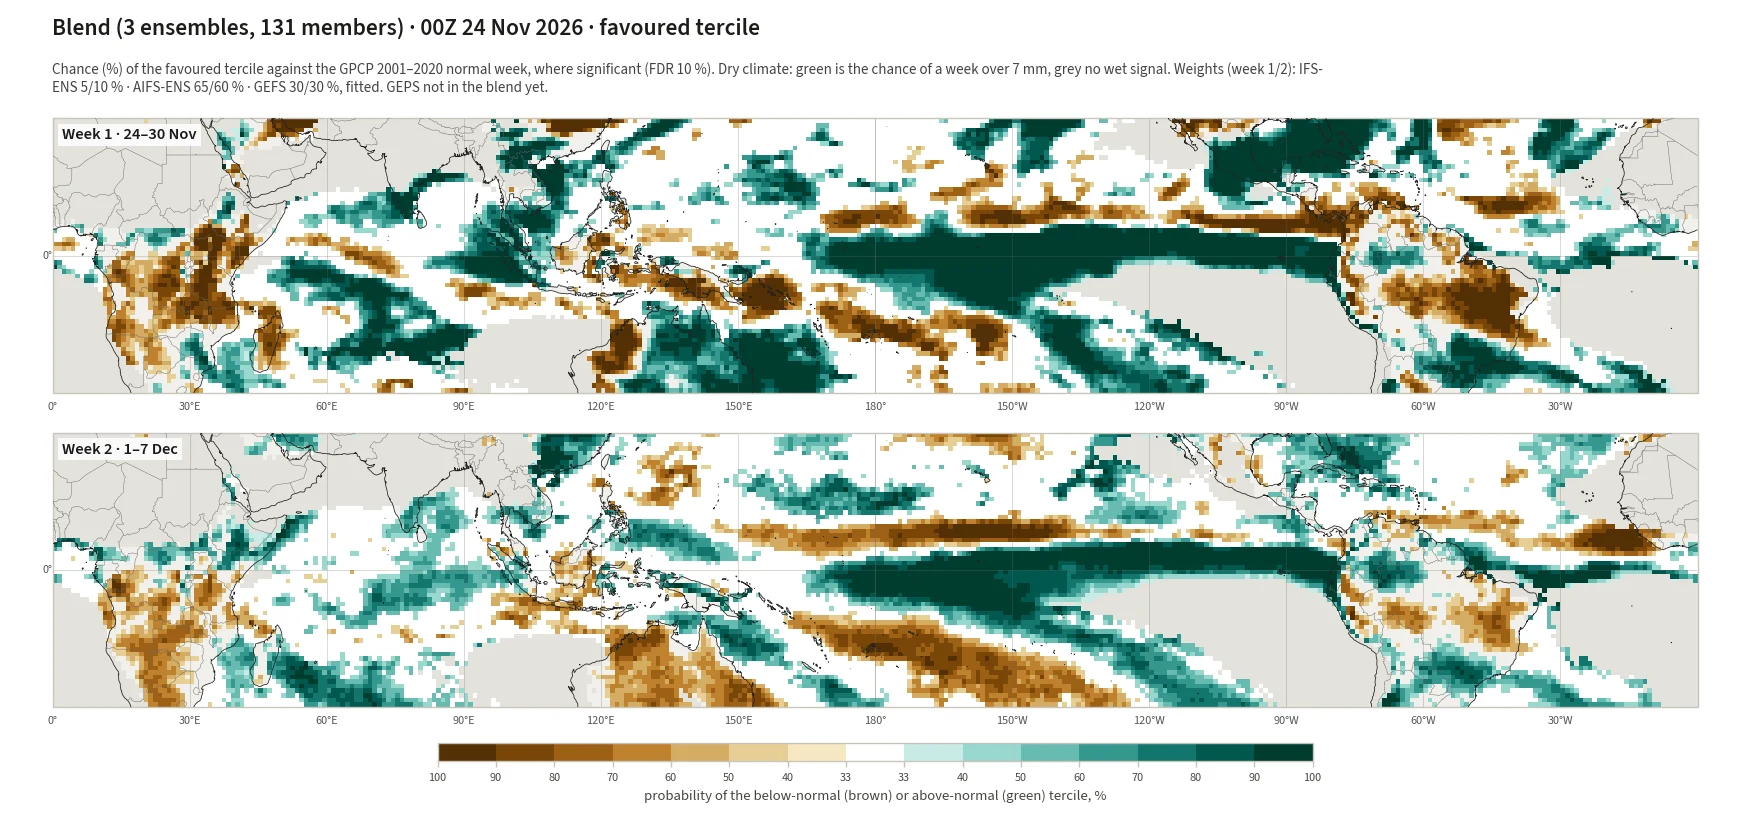 Blend (3 ensembles, 131 members) · 00Z 24 Nov 2026 · favoured tercile
Chance (%) of the favoured tercile against the GPCP 2001–2020 normal week, where significant (FDR 10 %). Dry climate: green is the chance of a week over 7 mm, grey no wet signal. Weights (week 1/2): IFS-
ENS 5/10 % · AIFS-ENS 65/60 % · GEFS 30/30 %, fitted. GEPS not in the blend yet.
Week 1 · 24–30 Nov
0°
0° 30°E 60°E 90°E 120°E 150°E 180° 150°W 120°W 90°W 60°W 30°W
Week 2 · 1–7 Dec
0°
0° 30°E 60°E 90°E 120°E 150°E 180° 150°W 120°W 90°W 60°W 30°W
100 90 80 70 60 50 40 33 33 40 50 60 70 80 90 100
probability of the below-normal (brown) or above-normal (green) tercile, %